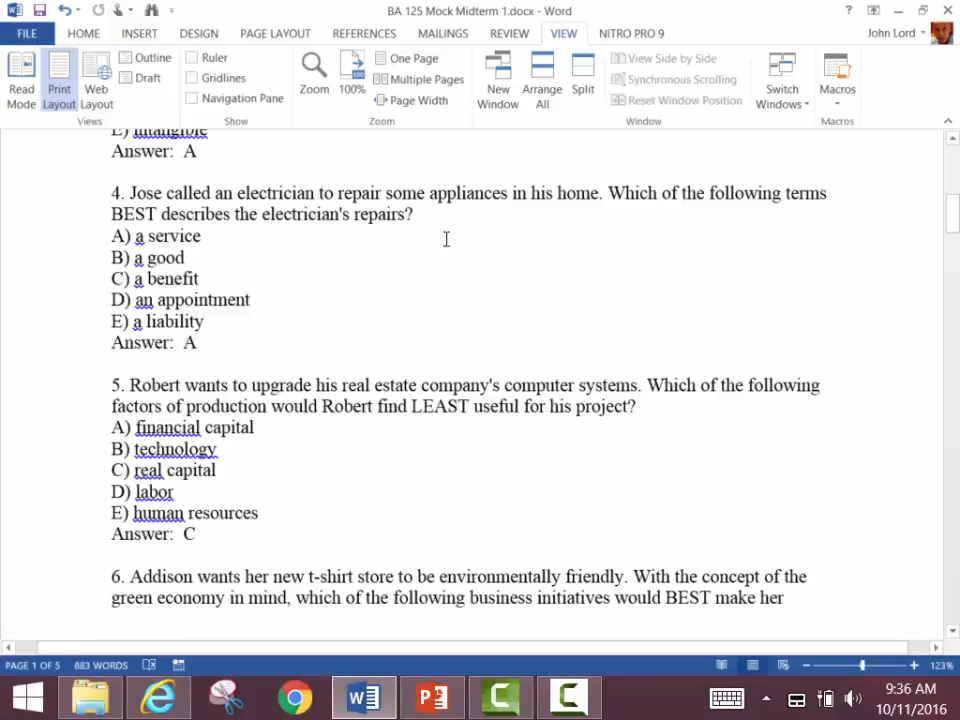 BA 125 Mock Midterm 1.docx - Word
FILE HOME INSERT DESIGN PAGE LAYOUT REFERENCES MAILINGS REVIEW VIEW NITRO PRO 9 John Lord
Read Mode
Print Layout
Web Layout
Outline
Draft
Views
Ruler
Gridlines
Navigation Pane
Show
Zoom
100%
One Page
Multiple Pages
Page Width
Zoom
New Window
Arrange All
Split
View Side by Side
Synchronous Scrolling
Reset Window Position
Window
Switch Windows
Macros
Macros
E) intangible
Answer: A
4. Jose called an electrician to repair some appliances in his home. Which of the following terms
BEST describes the electrician's repairs?
A) a service
B) a good
C) a benefit
D) an appointment
E) a liability
Answer: A
5. Robert wants to upgrade his real estate company's computer systems. Which of the following
factors of production would Robert find LEAST useful for his project?
A) financial capital
B) technology
C) real capital
D) labor
E) human resources
Answer: C
6. Addison wants her new t-shirt store to be environmentally friendly. With the concept of the
green economy in mind, which of the following business initiatives would BEST make her
PAGE 1 OF 5 883 WORDS 123%
9:36 AM
10/11/2016